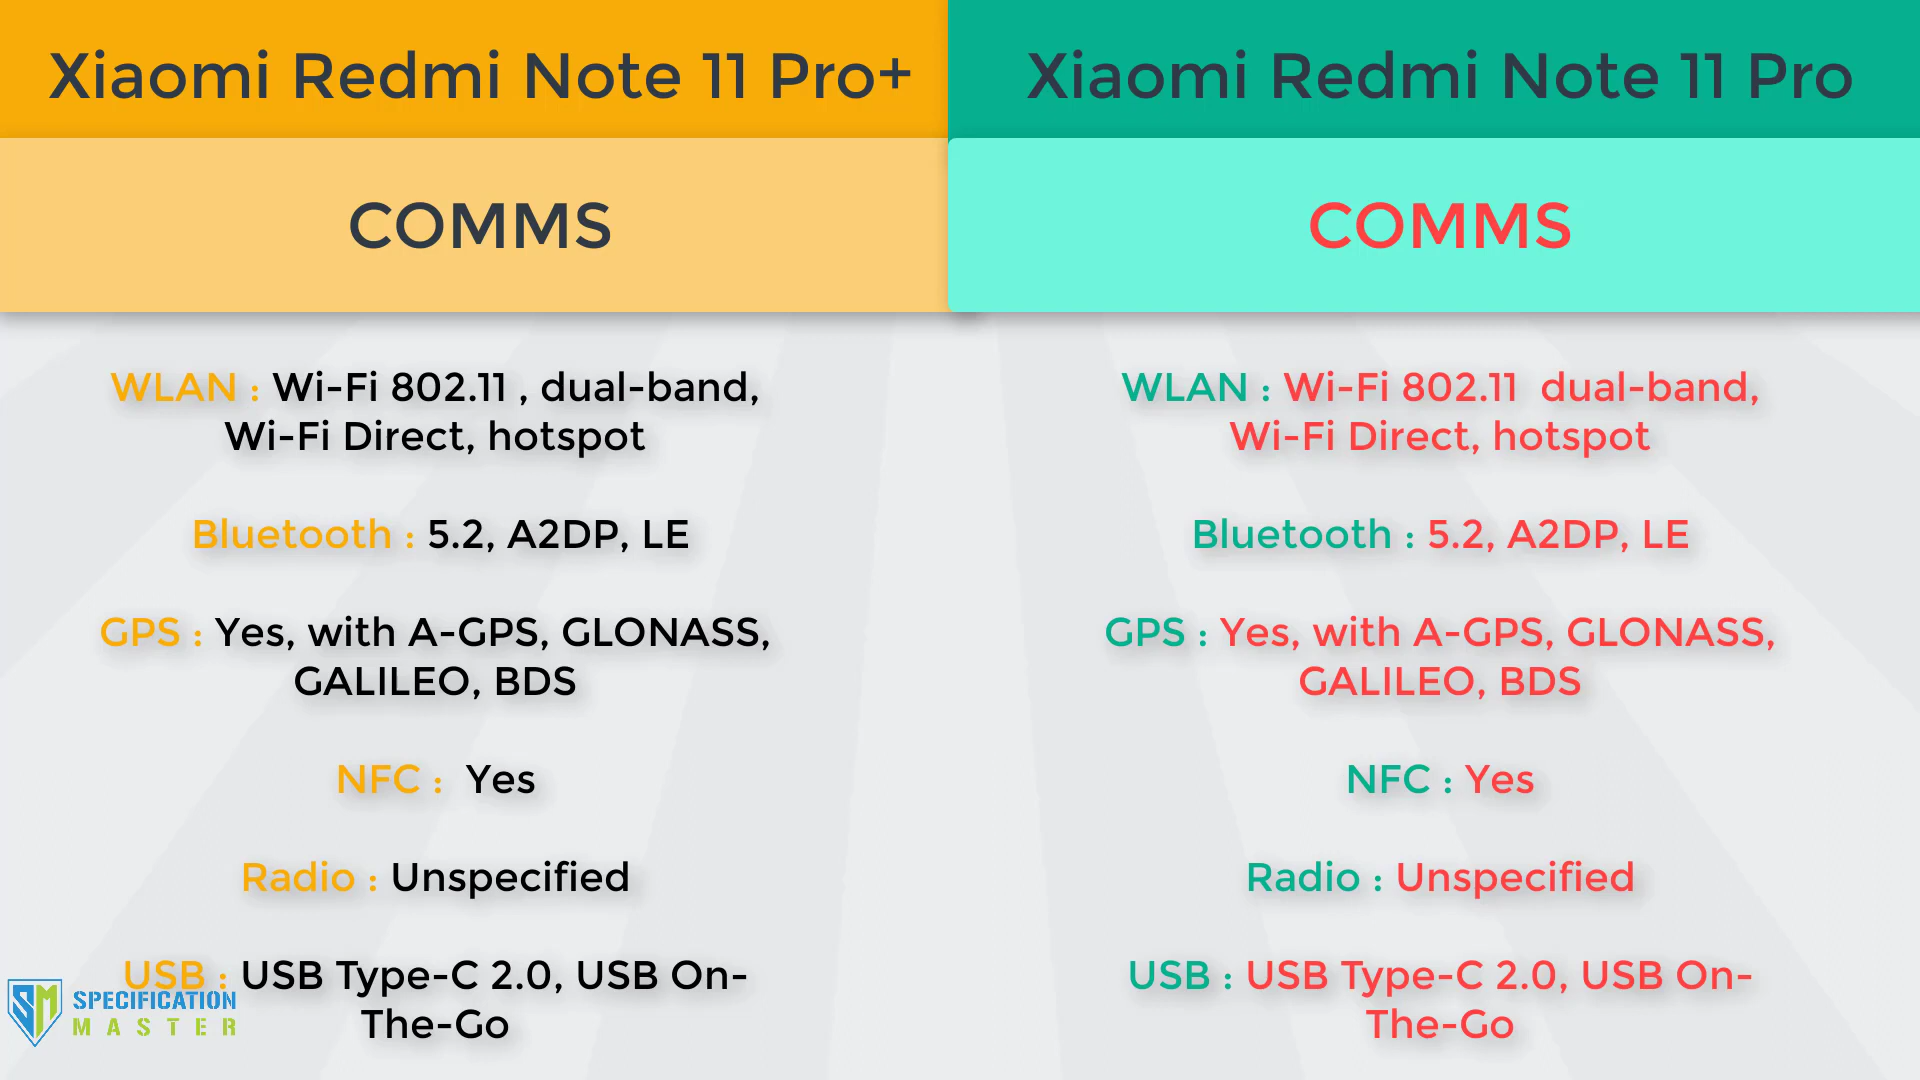 Xiaomi Redmi Note 11 Pro+
COMMS
WLAN : Wi-Fi 802.11 , dual-band,
Wi-Fi Direct, hotspot
Bluetooth : 5.2, A2DP, LE
GPS : Yes, with A-GPS, GLONASS,
GALILEO, BDS
NFC : Yes
Radio : Unspecified
USB : USB Type-C 2.0, USB On-
The-Go
SM SPECIFICATION
MASTER
Xiaomi Redmi Note 11 Pro
COMMS
WLAN : Wi-Fi 802.11 dual-band,
Wi-Fi Direct, hotspot
Bluetooth : 5.2, A2DP, LE
GPS : Yes, with A-GPS, GLONASS,
GALILEO, BDS
NFC : Yes
Radio : Unspecified
USB : USB Type-C 2.0, USB On-
The-Go